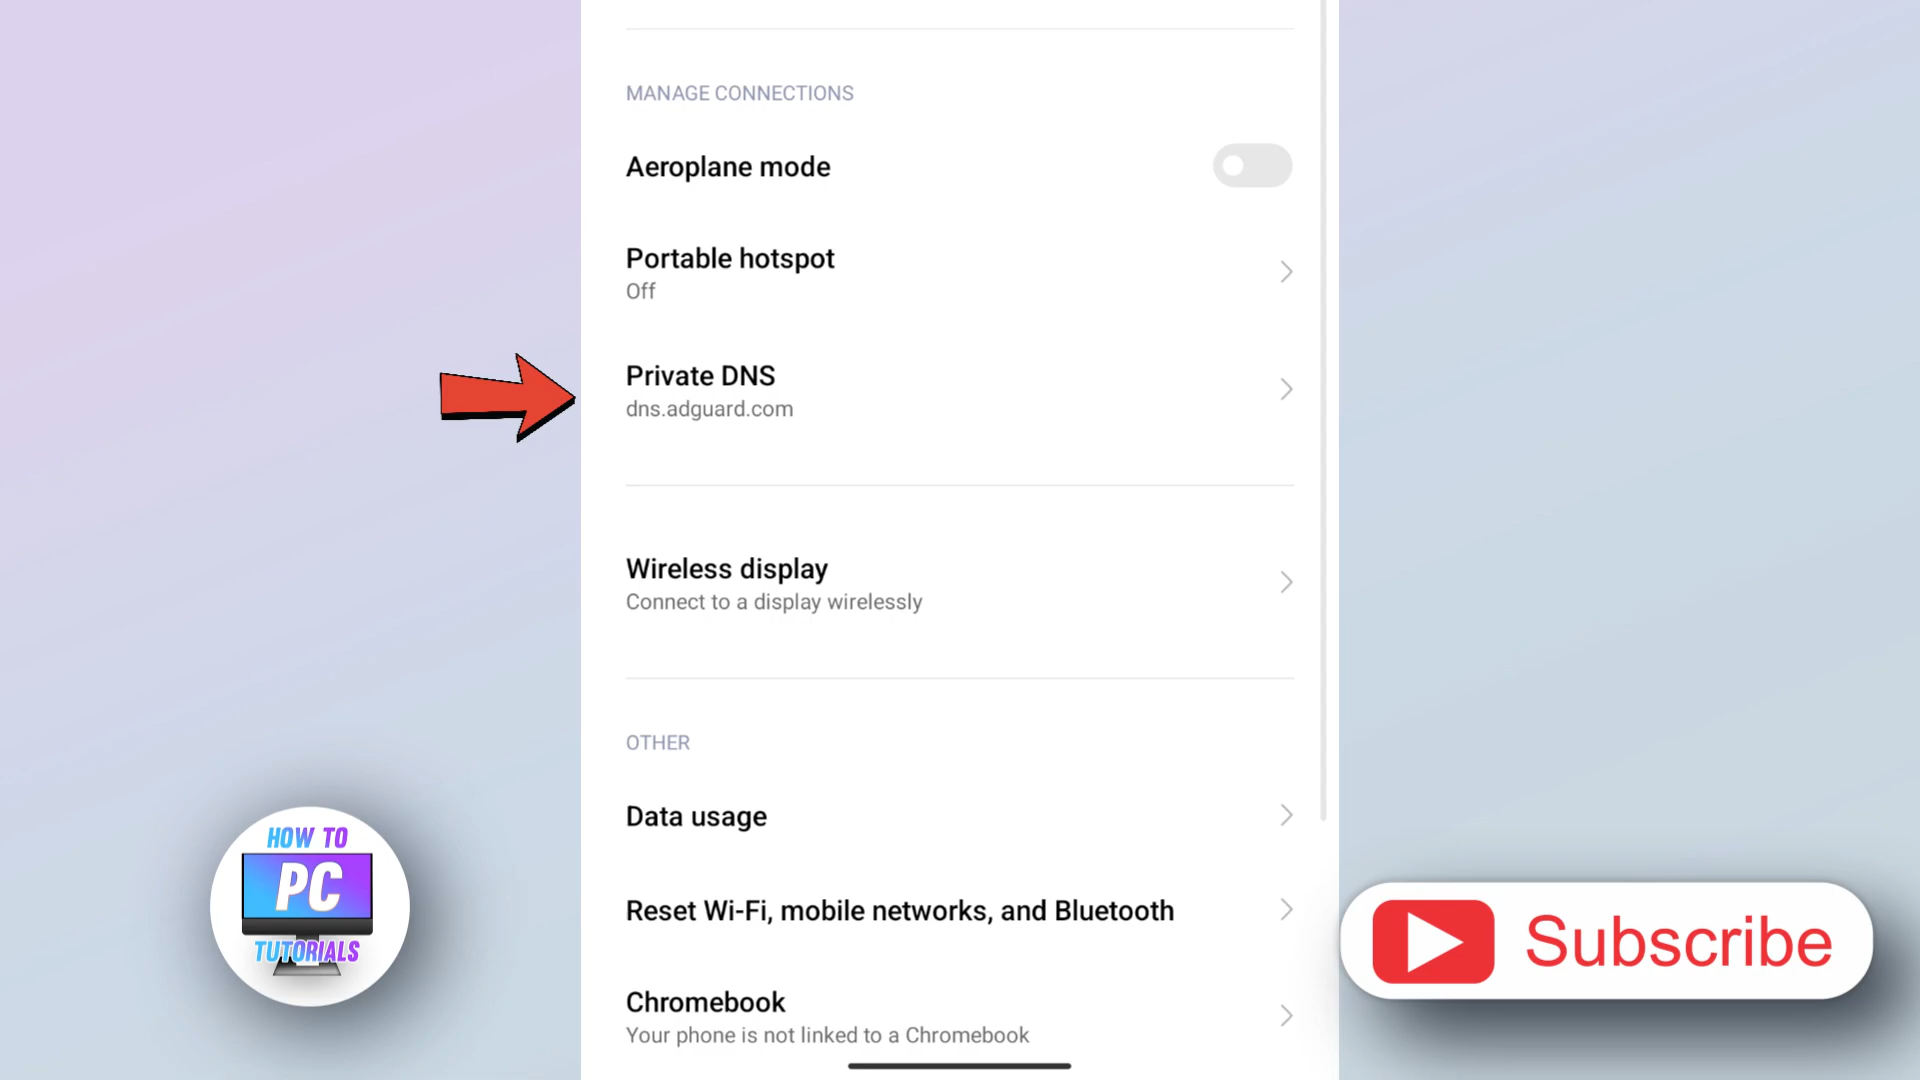 MANAGE CONNECTIONS
Aeroplane mode
Portable hotspot
Off
Private DNS
dns.adguard.com
Wireless display
Connect to a display wirelessly
OTHER
Data usage
Reset Wi-Fi, mobile networks, and Bluetooth
Chromebook
Your phone is not linked to a Chromebook
HOW TO
PC
TUTORIALS
Subscribe